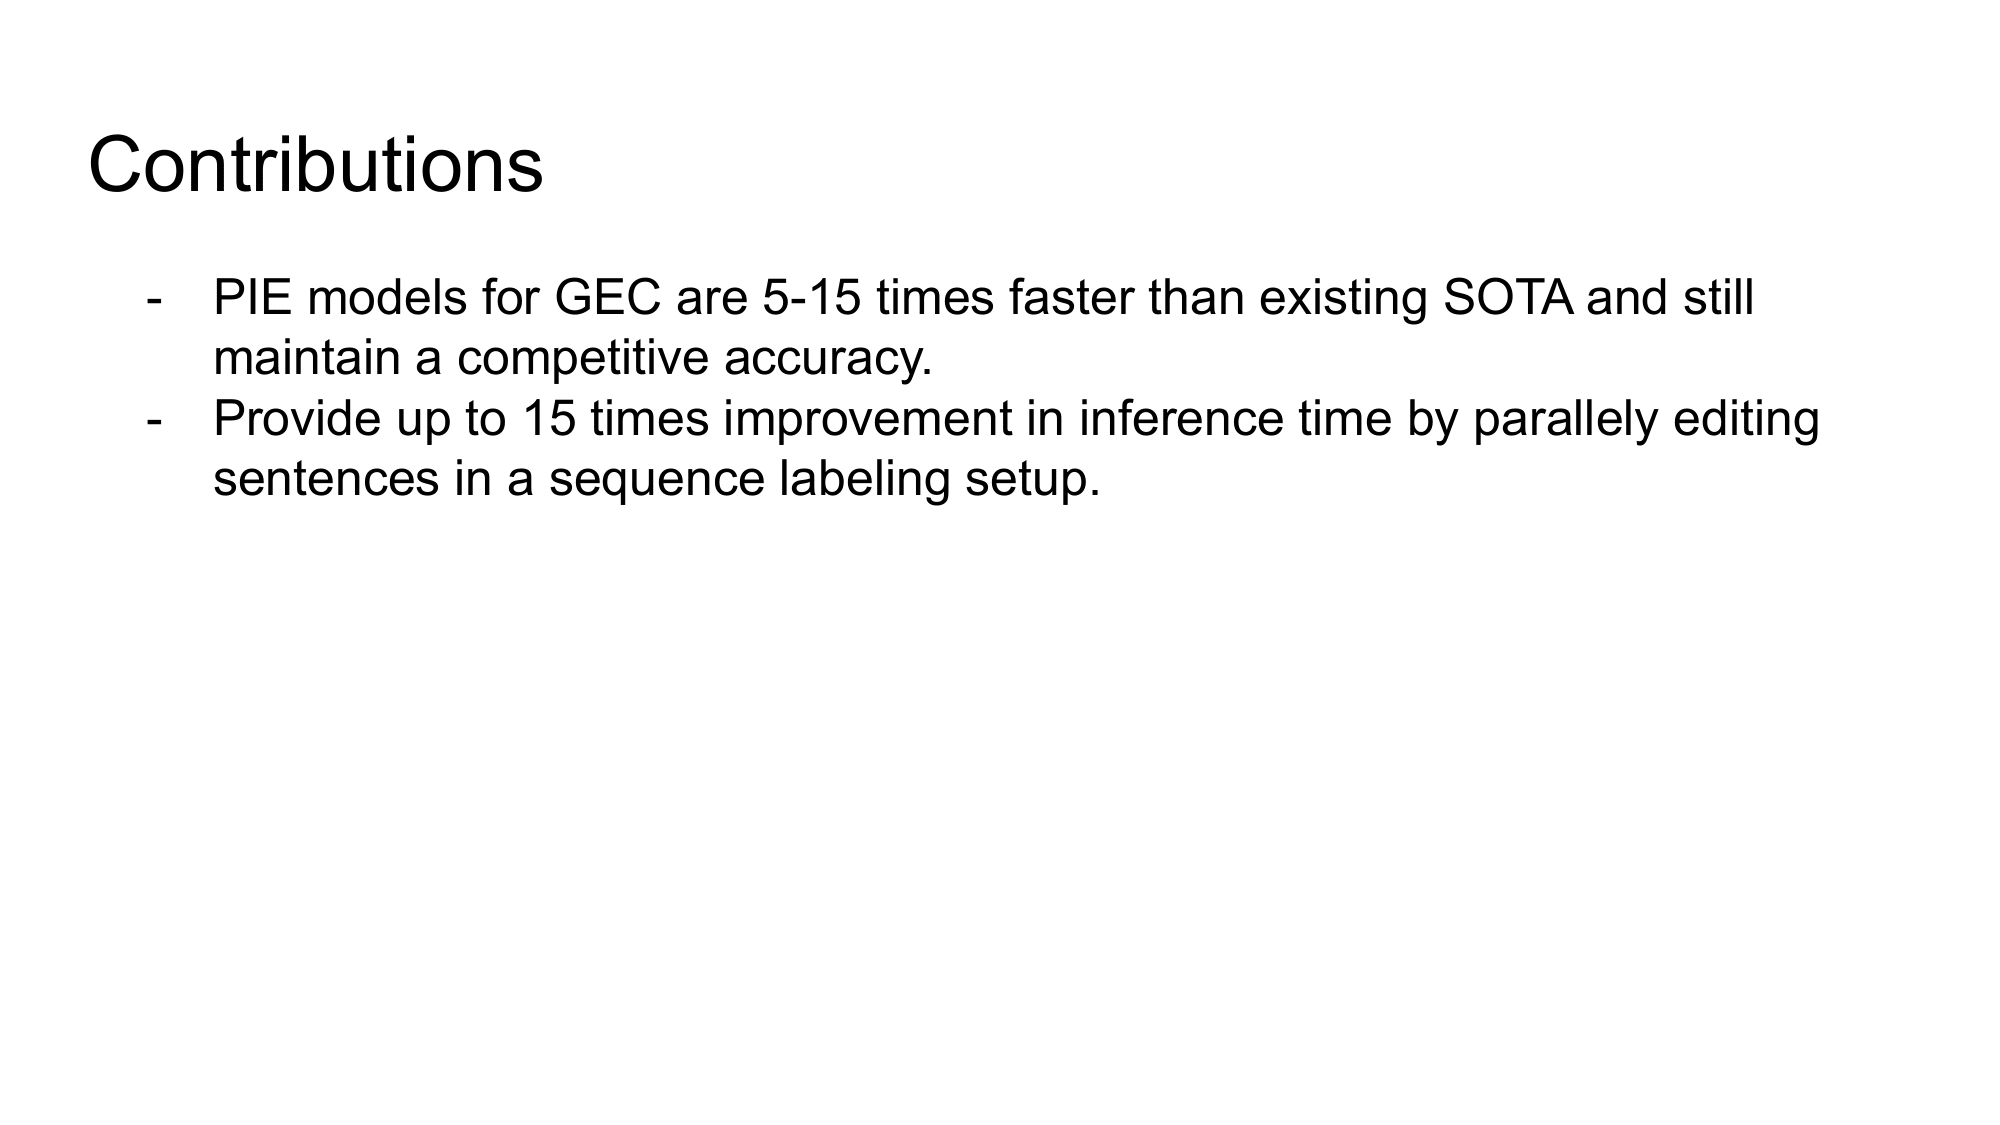 Contributions
- PIE models for GEC are 5-15 times faster than existing SOTA and still
maintain a competitive accuracy.
- Provide up to 15 times improvement in inference time by parallely editing
sentences in a sequence labeling setup.